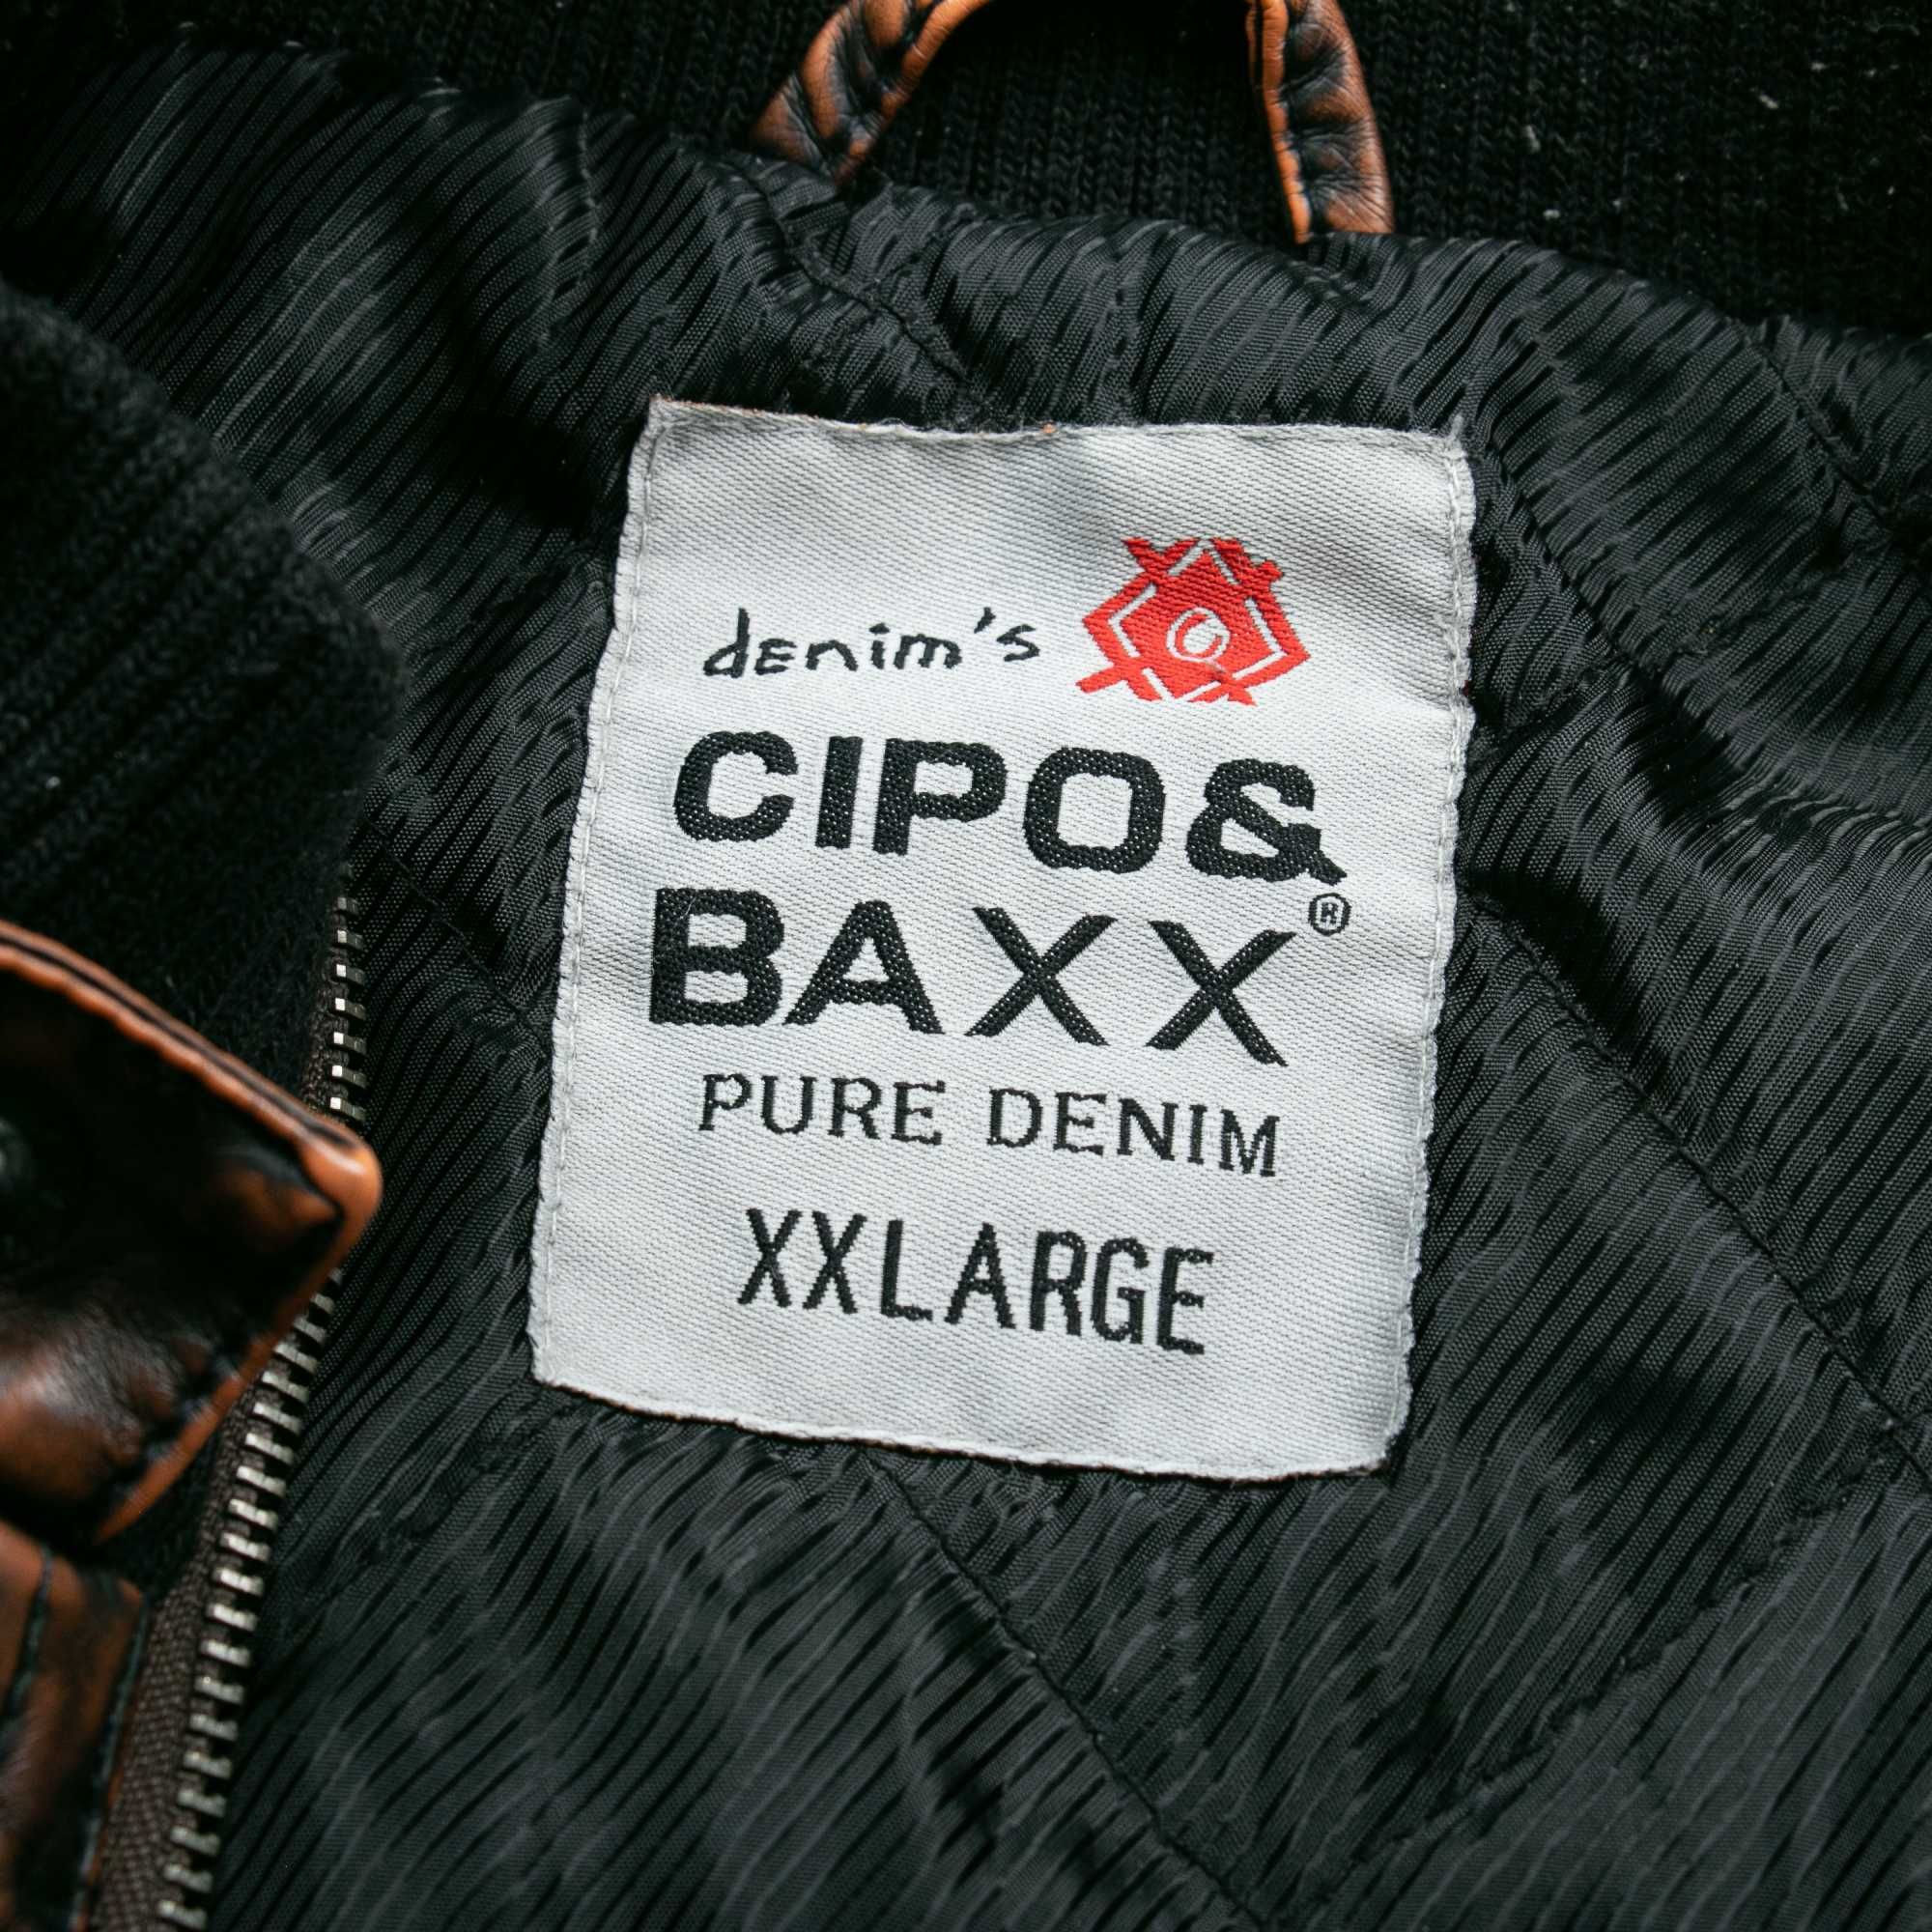 denim's
CIPO&
BAXX®
PURE DENIM
XXLARGE